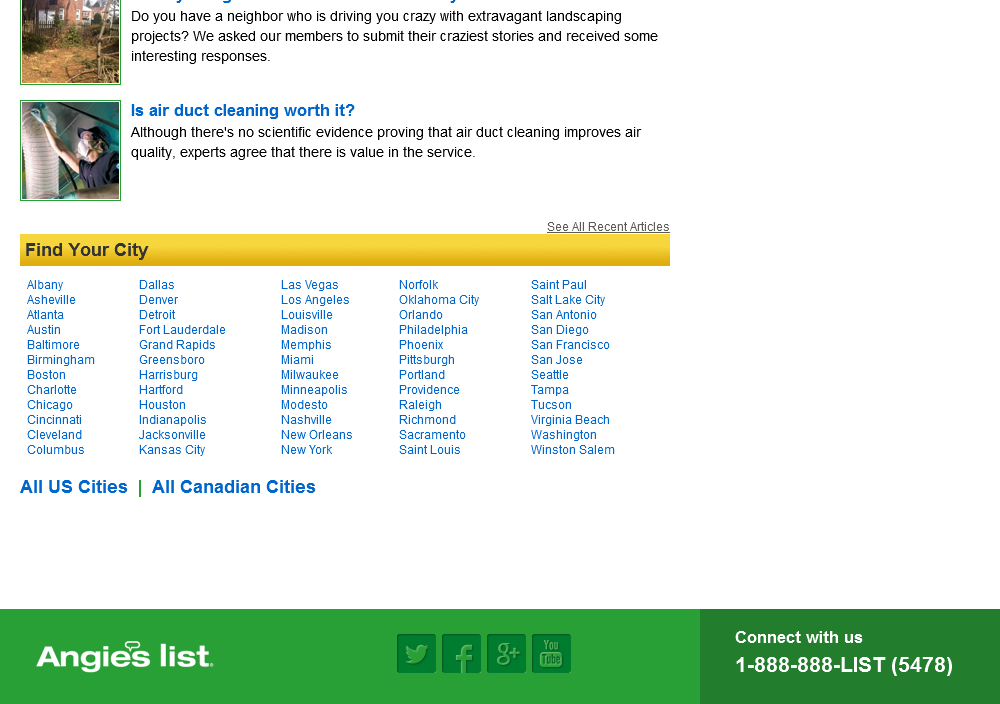 Do you have a neighbor who is driving you crazy with extravagant landscaping
projects? We asked our members to submit their craziest stories and received some
interesting responses.
Is air duct cleaning worth it?
Although there's no scientific evidence proving that air duct cleaning improves air
quality, experts agree that there is value in the service.
See All Recent Articles
Find Your City
Albany Dallas Las Vegas Norfolk Saint Paul
Asheville Denver Los Angeles Oklahoma City Salt Lake City
Atlanta Detroit Louisville Orlando San Antonio
Austin Fort Lauderdale Madison Philadelphia San Diego
Baltimore Grand Rapids Memphis Phoenix San Francisco
Birmingham Greensboro Miami Pittsburgh San Jose
Boston Harrisburg Milwaukee Portland Seattle
Charlotte Hartford Minneapolis Providence Tampa
Chicago Houston Modesto Raleigh Tucson
Cincinnati Indianapolis Nashville Richmond Virginia Beach
Cleveland Jacksonville New Orleans Sacramento Washington
Columbus Kansas City New York Saint Louis Winston Salem
All US Cities | All Canadian Cities
Angie's list.
g+
You
Tube
Connect with us
1-888-888-LIST (5478)